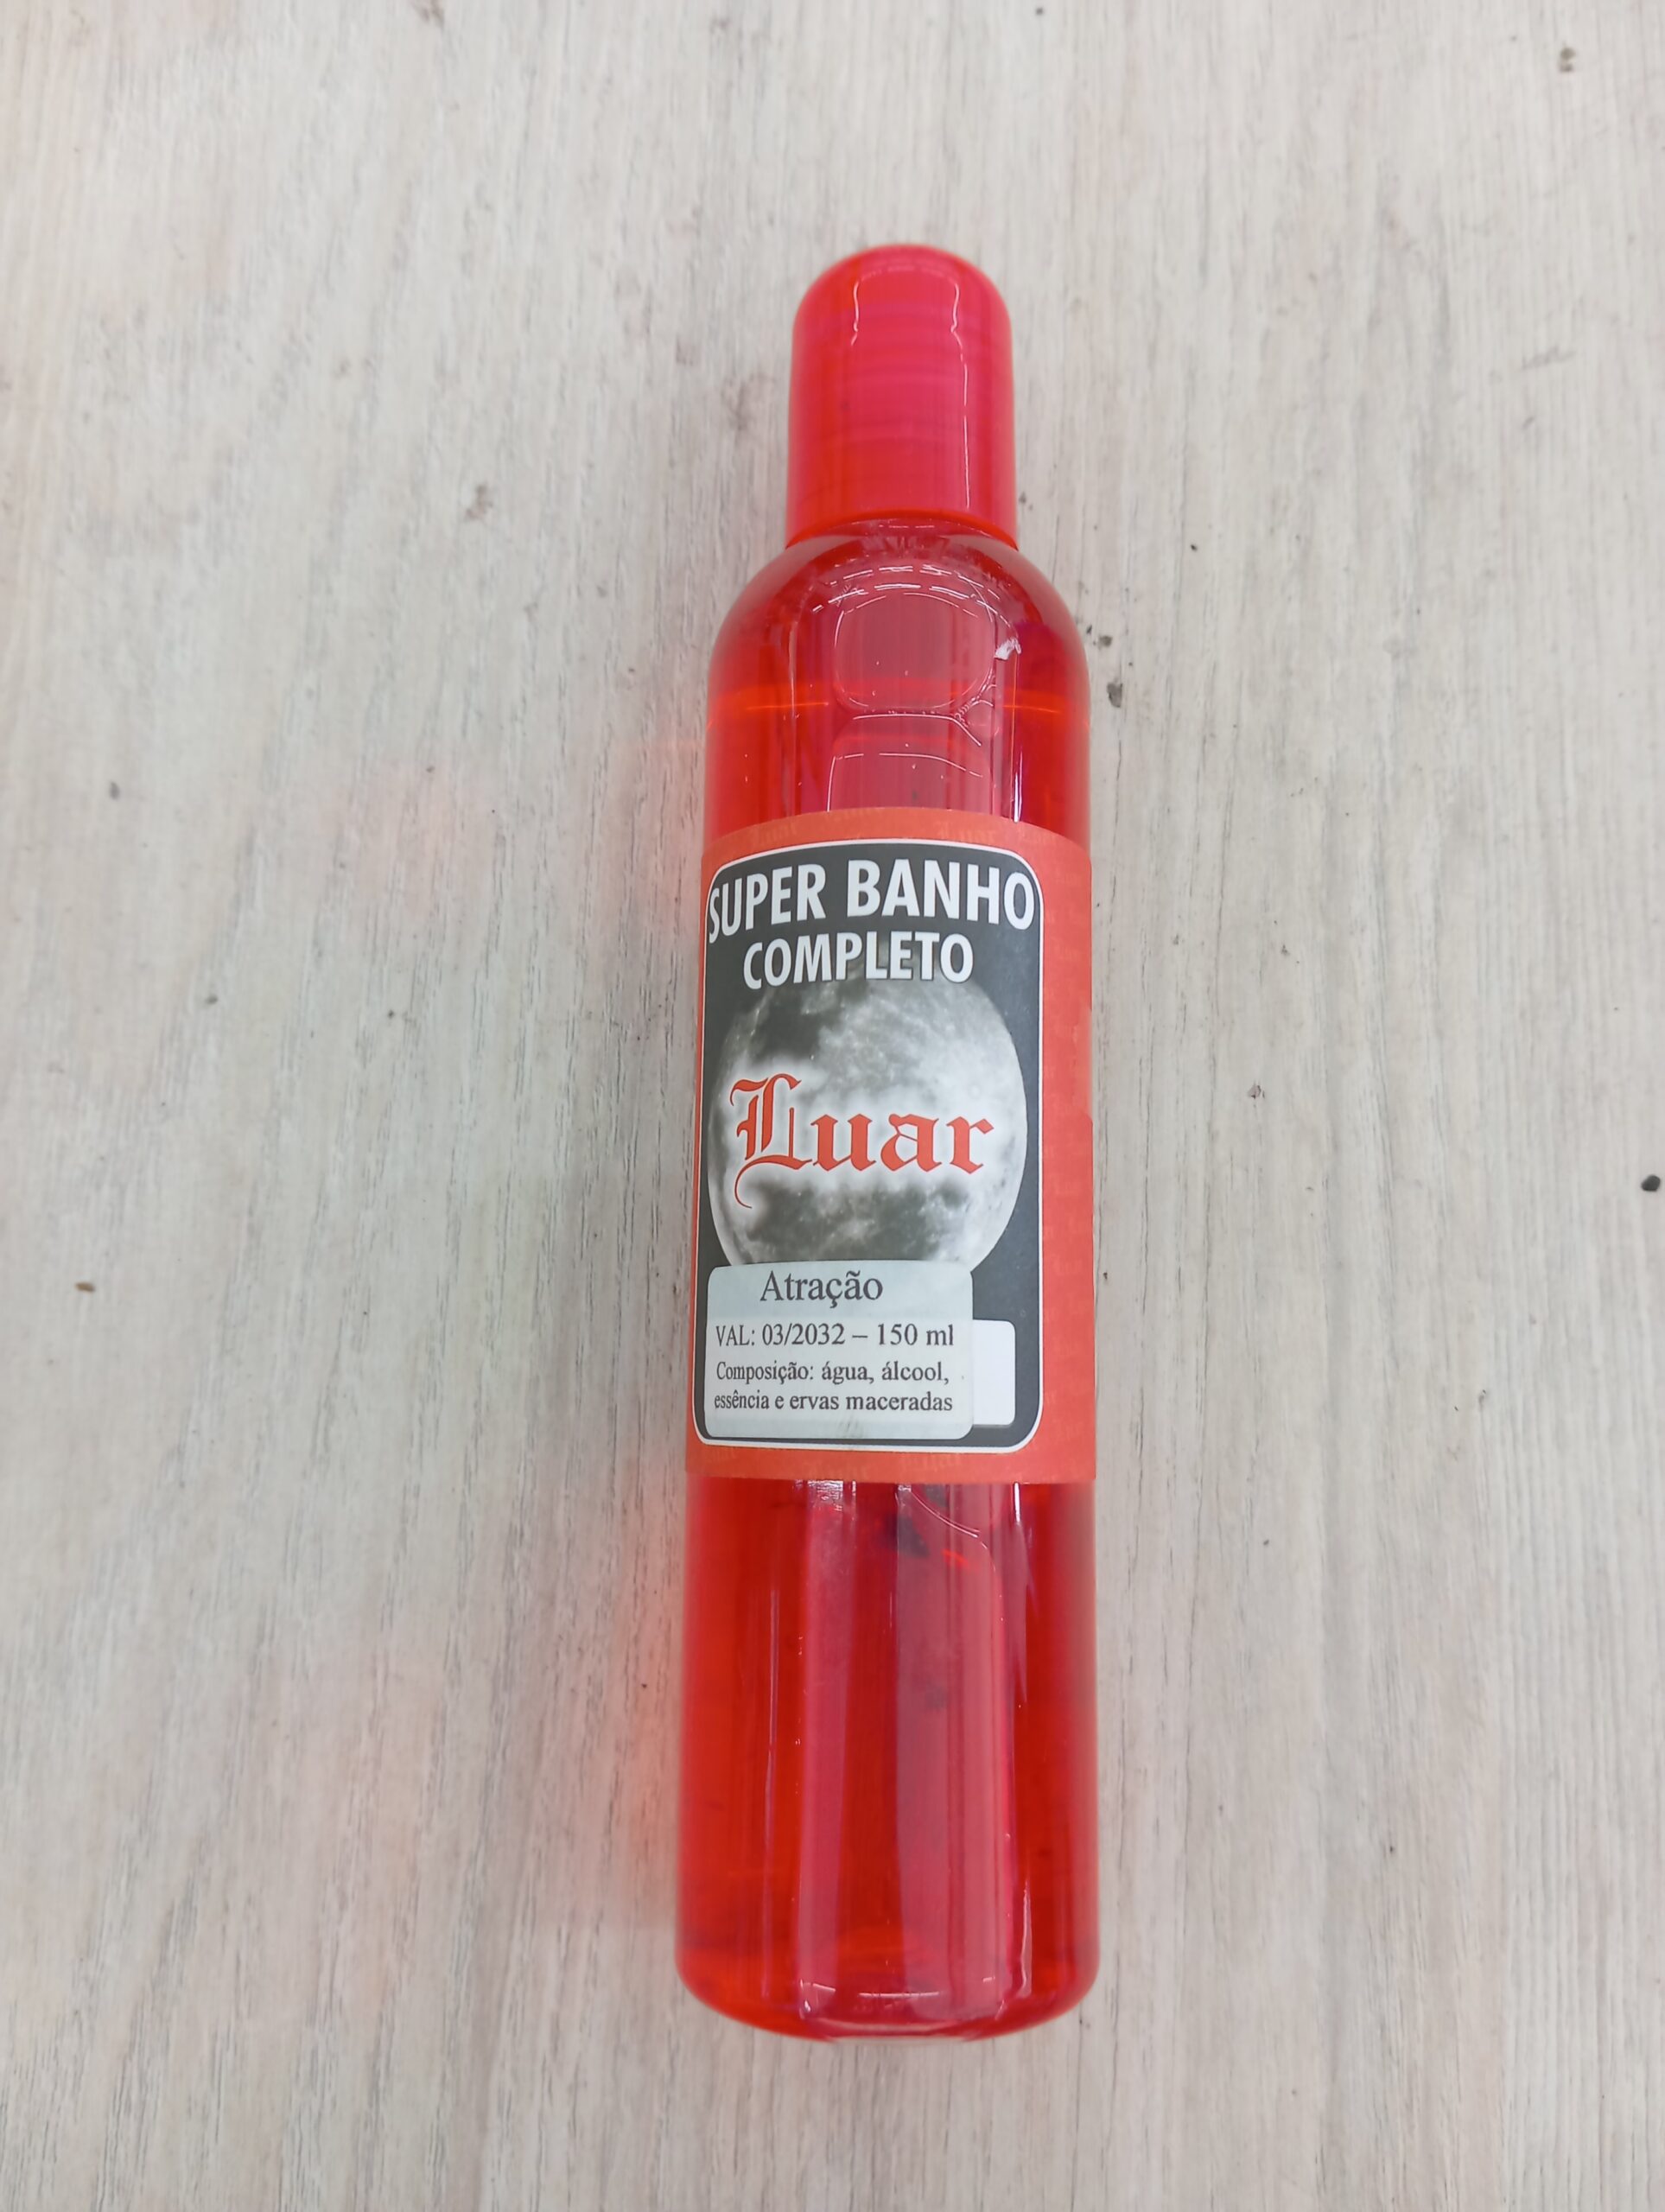 SUPER BANHO
COMPLETO
Luar
Atração
VAL: 03/2032 – 150 ml
Composição: água, álcool,
essência e ervas maceradas